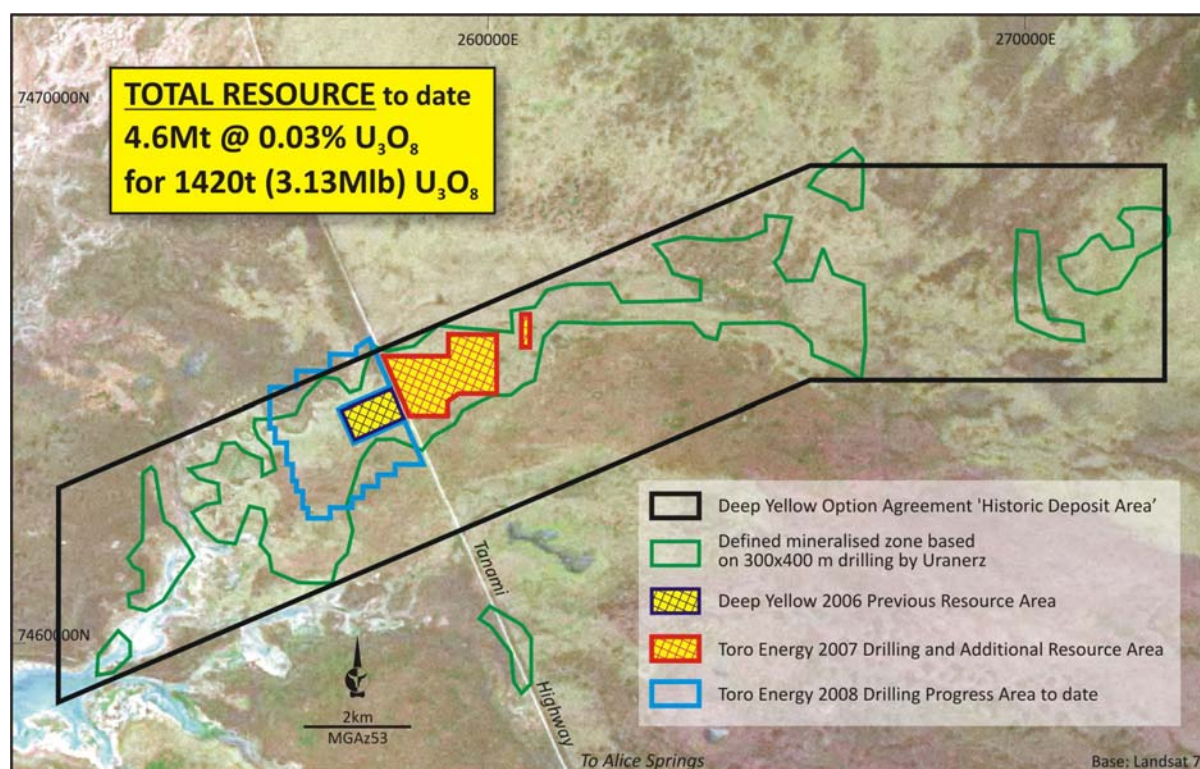 260000E
270000E
7470000N
TOTAL RESOURCE to date
4.6Mt @ 0.03% U₃O₈
for 1420t (3.13Mlb) U₃O₈
Deep Yellow Option Agreement 'Historic Deposit Area’
Defined mineralised zone based
on 300x400 m drilling by Uranerz
Deep Yellow 2006 Previous Resource Area
Toro Energy 2007 Drilling and Additional Resource Area
Toro Energy 2008 Drilling Progress Area to date
Tanami
Highway
7460000N
2km
MGAz53
To Alice Springs
Base: Landsat 7